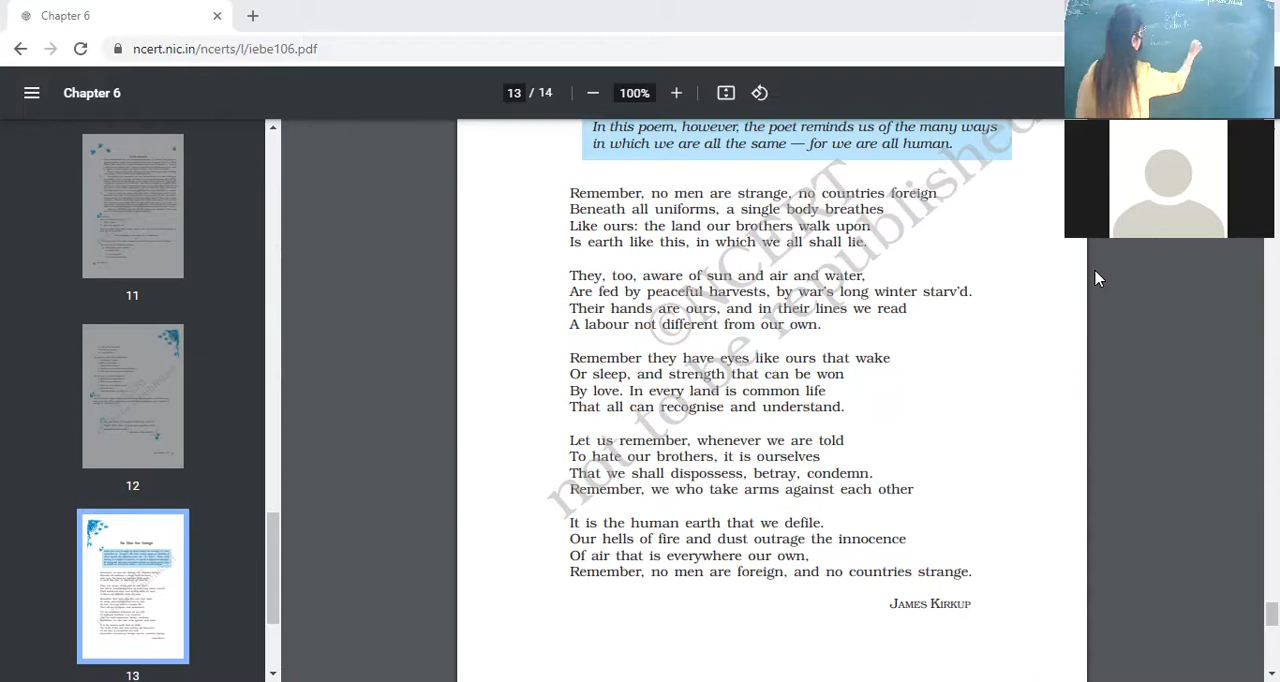 Chapter 6
ncert.nic.in/ncerts/l/iebe106.pdf
Chapter 6
13 / 14
100%
In this poem, however, the poet reminds us of the many ways
in which we are all the same — for we are all human.
Remember, no men are strange, no countries foreign
Beneath all uniforms, a single body breathes
Like ours: the land our brothers walk upon
Is earth like this, in which we all shall lie.
They, too, aware of sun and air and water,
Are fed by peaceful harvests, by war's long winter starv'd.
Their hands are ours, and in their lines we read
A labour not different from our own.
Remember they have eyes like ours that wake
Or sleep, and strength that can be won
By love. In every land is common life
That all can recognise and understand.
Let us remember, whenever we are told
To hate our brothers, it is ourselves
That we shall dispossess, betray, condemn.
Remember, we who take arms against each other
It is the human earth that we defile.
Our hells of fire and dust outrage the innocence
Of air that is everywhere our own,
Remember, no men are foreign, and no countries strange.
JAMES KIRKUP
©NCERT
not to be republished
11
12
No Men Are Foreign
13